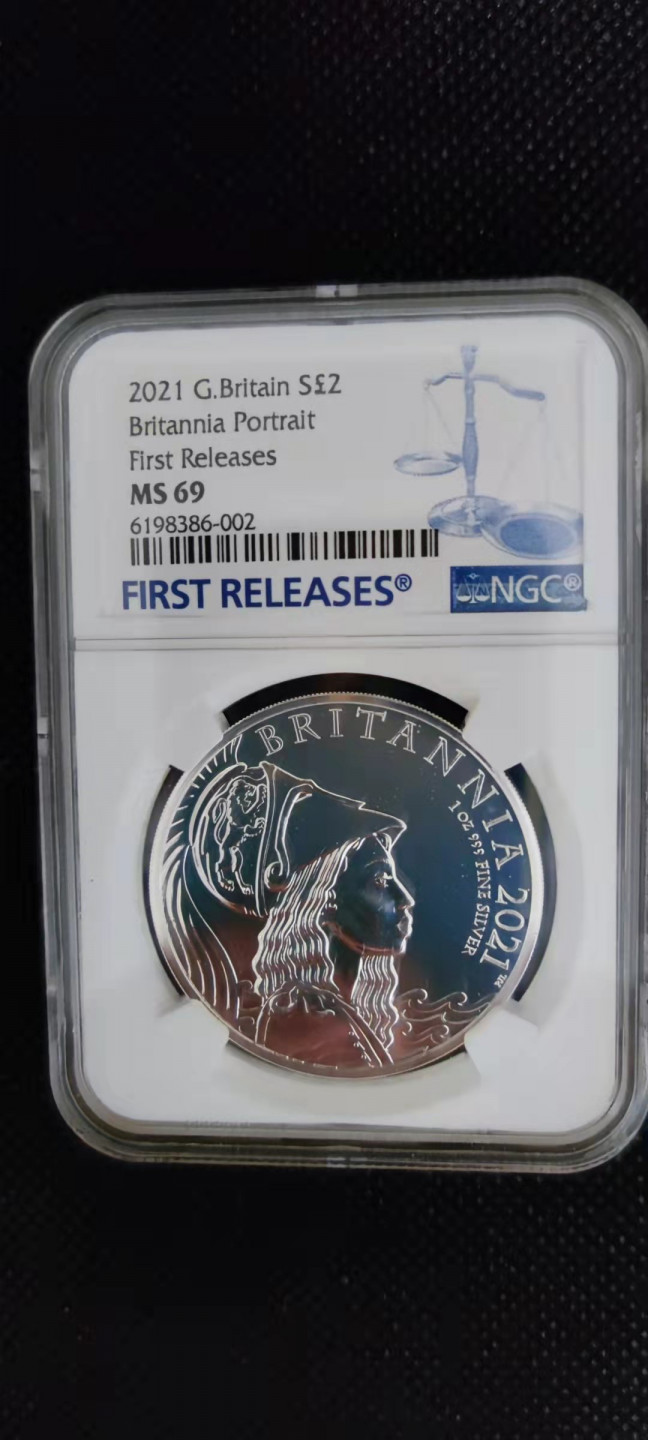 2021 G.Britain S£2
Britannia Portrait
First Releases
MS 69
6198386-002
FIRST RELEASES®
NGC®
BRITANNIA 2021
1 OZ 999 FINE SILVER